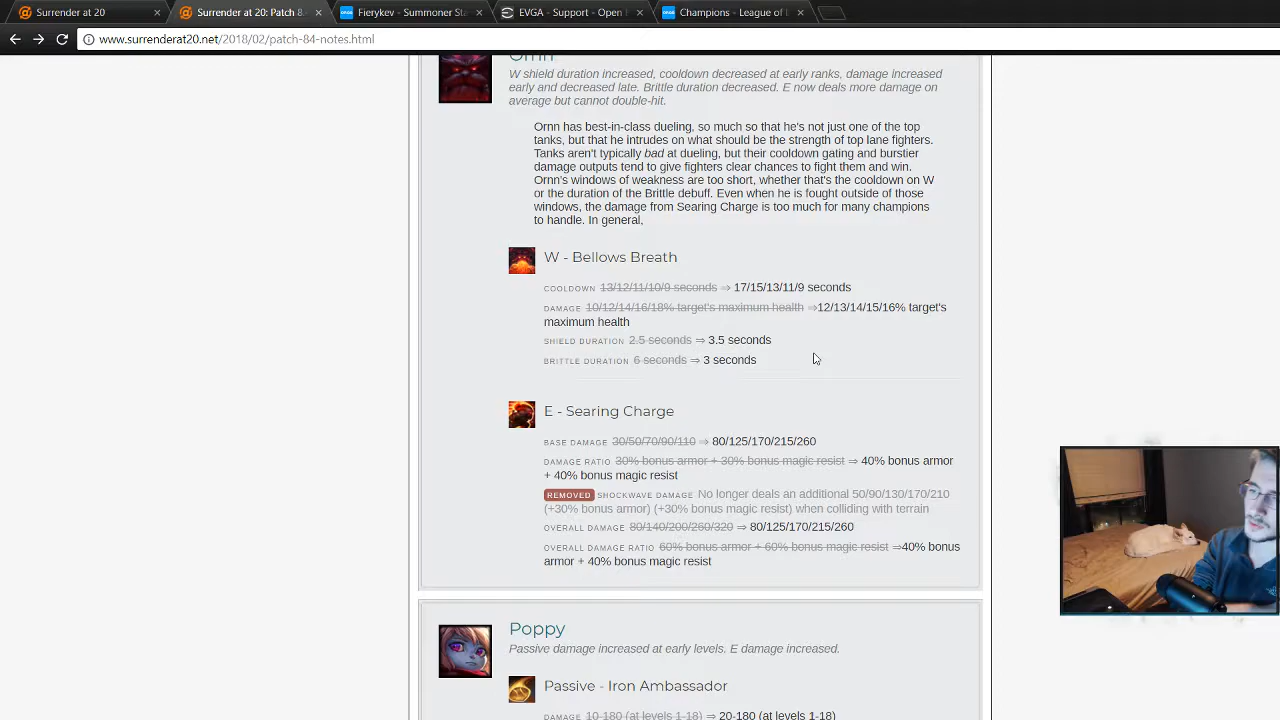 Surrender at 20 ×
Surrender at 20: Patch 8. ×
OP.GG Fierykev - Summoner Sta ×
EVGA - Support - Open ×
OP.GG Champions - League of L ×
www.surrenderat20.net/2018/02/patch-84-notes.html
Ornn
W shield duration increased, cooldown decreased at early ranks, damage increased
early and decreased late. Brittle duration decreased. E now deals more damage on
average but cannot double-hit.
Ornn has best-in-class dueling, so much so that he's not just one of the top
tanks, but that he intrudes on what should be the strength of top lane fighters.
Tanks aren't typically bad at dueling, but their cooldown gating and burstier
damage outputs tend to give fighters clear chances to fight them and win.
Ornn's windows of weakness are too short, whether that's the cooldown on W
or the duration of the Brittle debuff. Even when he is fought outside of those
windows, the damage from Searing Charge is too much for many champions
to handle. In general,
W - Bellows Breath
COOLDOWN 13/12/11/10/9 seconds ⇒ 17/15/13/11/9 seconds
DAMAGE 10/12/14/16/18% target's maximum health ⇒12/13/14/15/16% target's
maximum health
SHIELD DURATION 2.5 seconds ⇒ 3.5 seconds
BRITTLE DURATION 6 seconds ⇒ 3 seconds
E - Searing Charge
BASE DAMAGE 30/50/70/90/110 ⇒ 80/125/170/215/260
DAMAGE RATIO 30% bonus armor + 30% bonus magic resist ⇒ 40% bonus armor
+ 40% bonus magic resist
REMOVED SHOCKWAVE DAMAGE No longer deals an additional 50/90/130/170/210
(+30% bonus armor) (+30% bonus magic resist) when colliding with terrain
OVERALL DAMAGE 80/140/200/260/320 ⇒ 80/125/170/215/260
OVERALL DAMAGE RATIO 60% bonus armor + 60% bonus magic resist ⇒40% bonus
armor + 40% bonus magic resist
Poppy
Passive damage increased at early levels. E damage increased.
Passive - Iron Ambassador
DAMAGE 10-180 (at levels 1-18) ⇒ 20-180 (at levels 1-18)